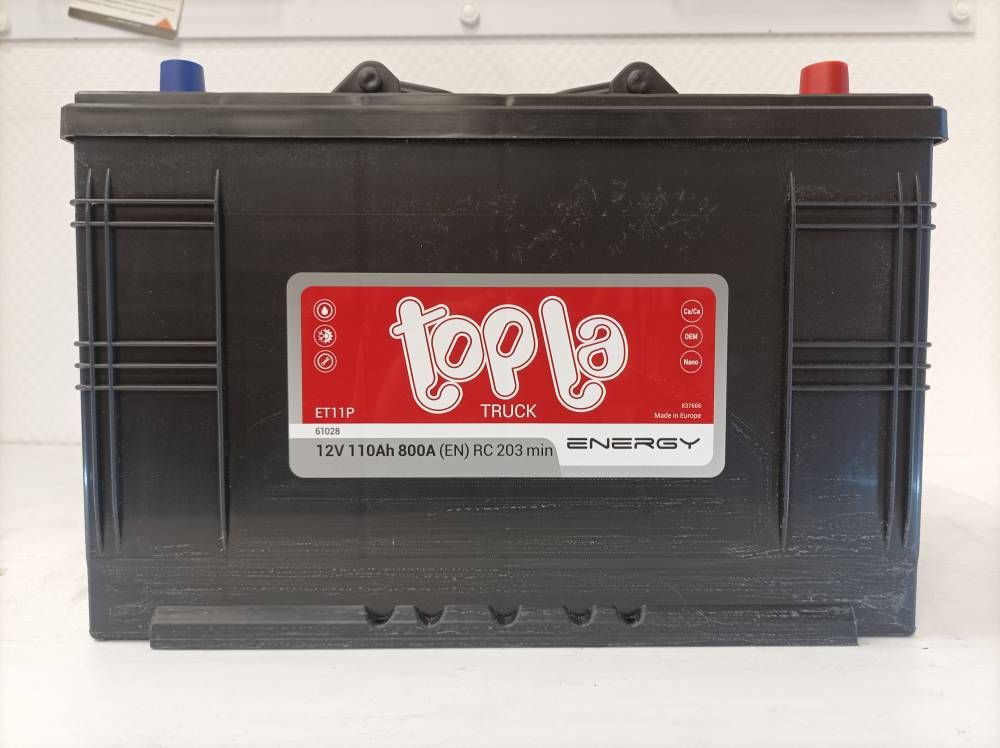 topla
TRUCK
Ca/Ca
OEM
Nano
ET11P
837666
Made in Europe
61028
12V 110Ah 800A (EN) RC 203 min
ENERGY